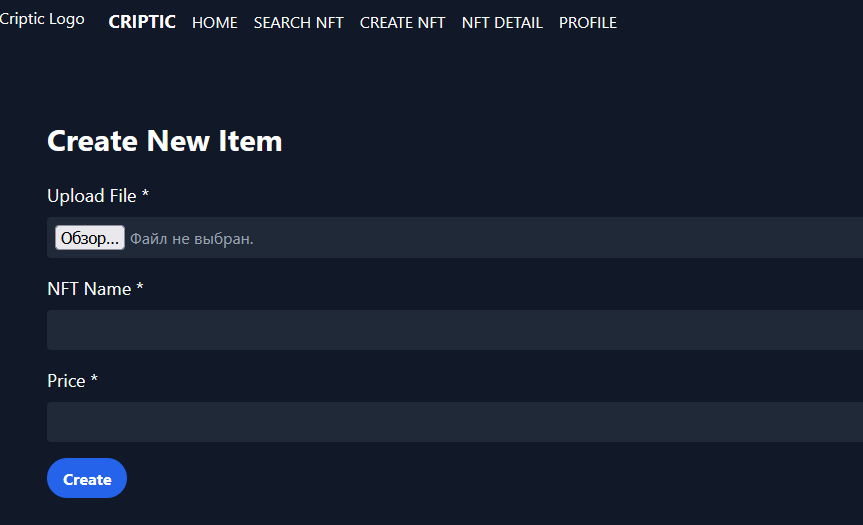 Criptic Logo CRIPTIC HOME SEARCH NFT CREATE NFT NFT DETAIL PROFILE
Create New Item
Upload File *
Обзор... Файл не выбран.
NFT Name *
Price *
Create